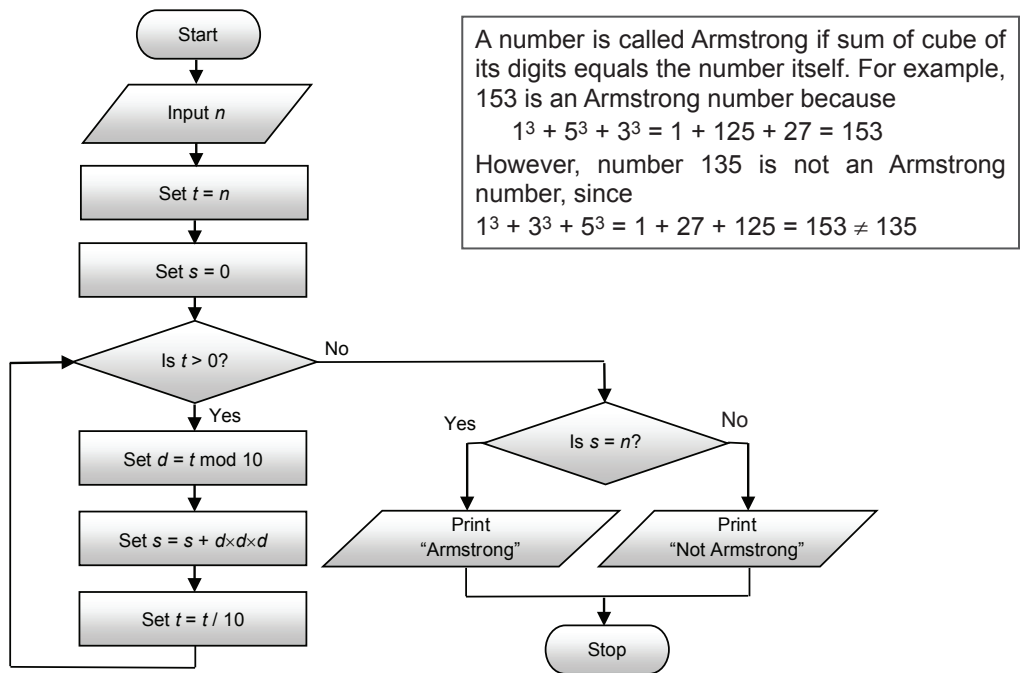 Start
Input n
Set t = n
Set s = 0
Is t > 0?
No
Yes
Set d = t mod 10
Set s = s + d×d×d
Set t = t / 10
Yes
No
Is s = n?
Print
“Armstrong”
Print
“Not Armstrong”
Stop
A number is called Armstrong if sum of cube of
its digits equals the number itself. For example,
153 is an Armstrong number because
1³ + 5³ + 3³ = 1 + 125 + 27 = 153
However, number 135 is not an Armstrong
number, since
1³ + 3³ + 5³ = 1 + 27 + 125 = 153 ≠ 135